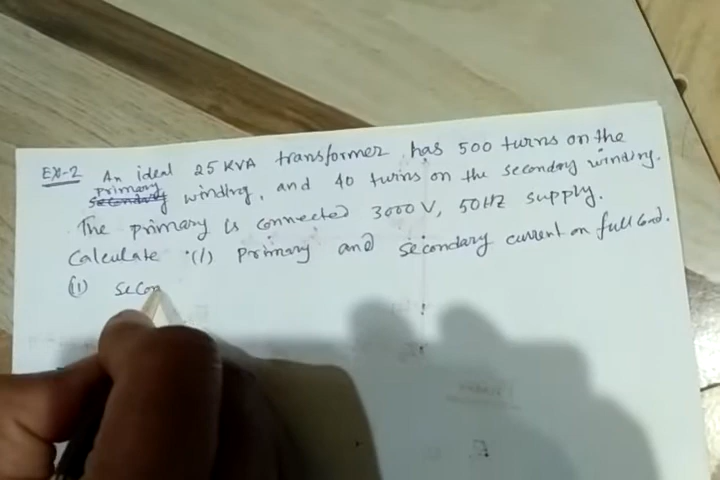 EX-2 An ideal 25 KVA transformer has 500 turns on the
primary winding, and 40 turns on the secondary winding.
The primary is connected 3000 V, 50HZ supply.
Calculate (i) Primary and secondary current on full load.
(ii) Secon